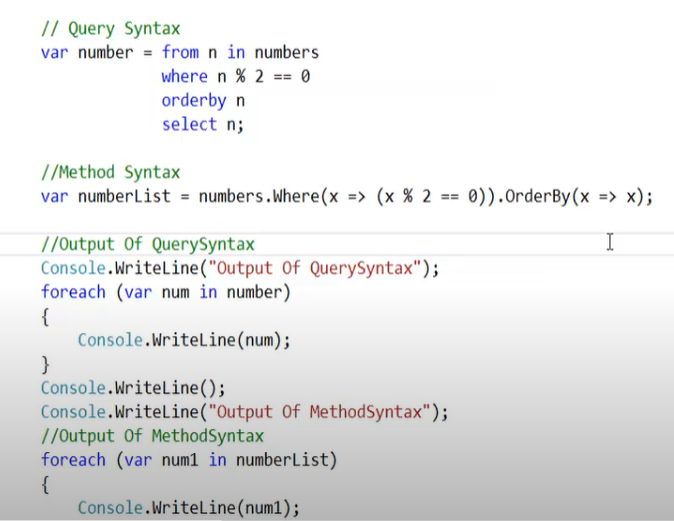 // Query Syntax
var number = from n in numbers
where n % 2 == 0
orderby n
select n;
//Method Syntax
var numberList = numbers.Where(x => (x % 2 == 0)).OrderBy(x => x);
//Output Of QuerySyntax
Console.WriteLine("Output Of QuerySyntax");
foreach (var num in number)
{
Console.WriteLine(num);
}
Console.WriteLine();
Console.WriteLine("Output Of MethodSyntax");
//Output Of MethodSyntax
foreach (var num1 in numberList)
{
Console.WriteLine(num1);